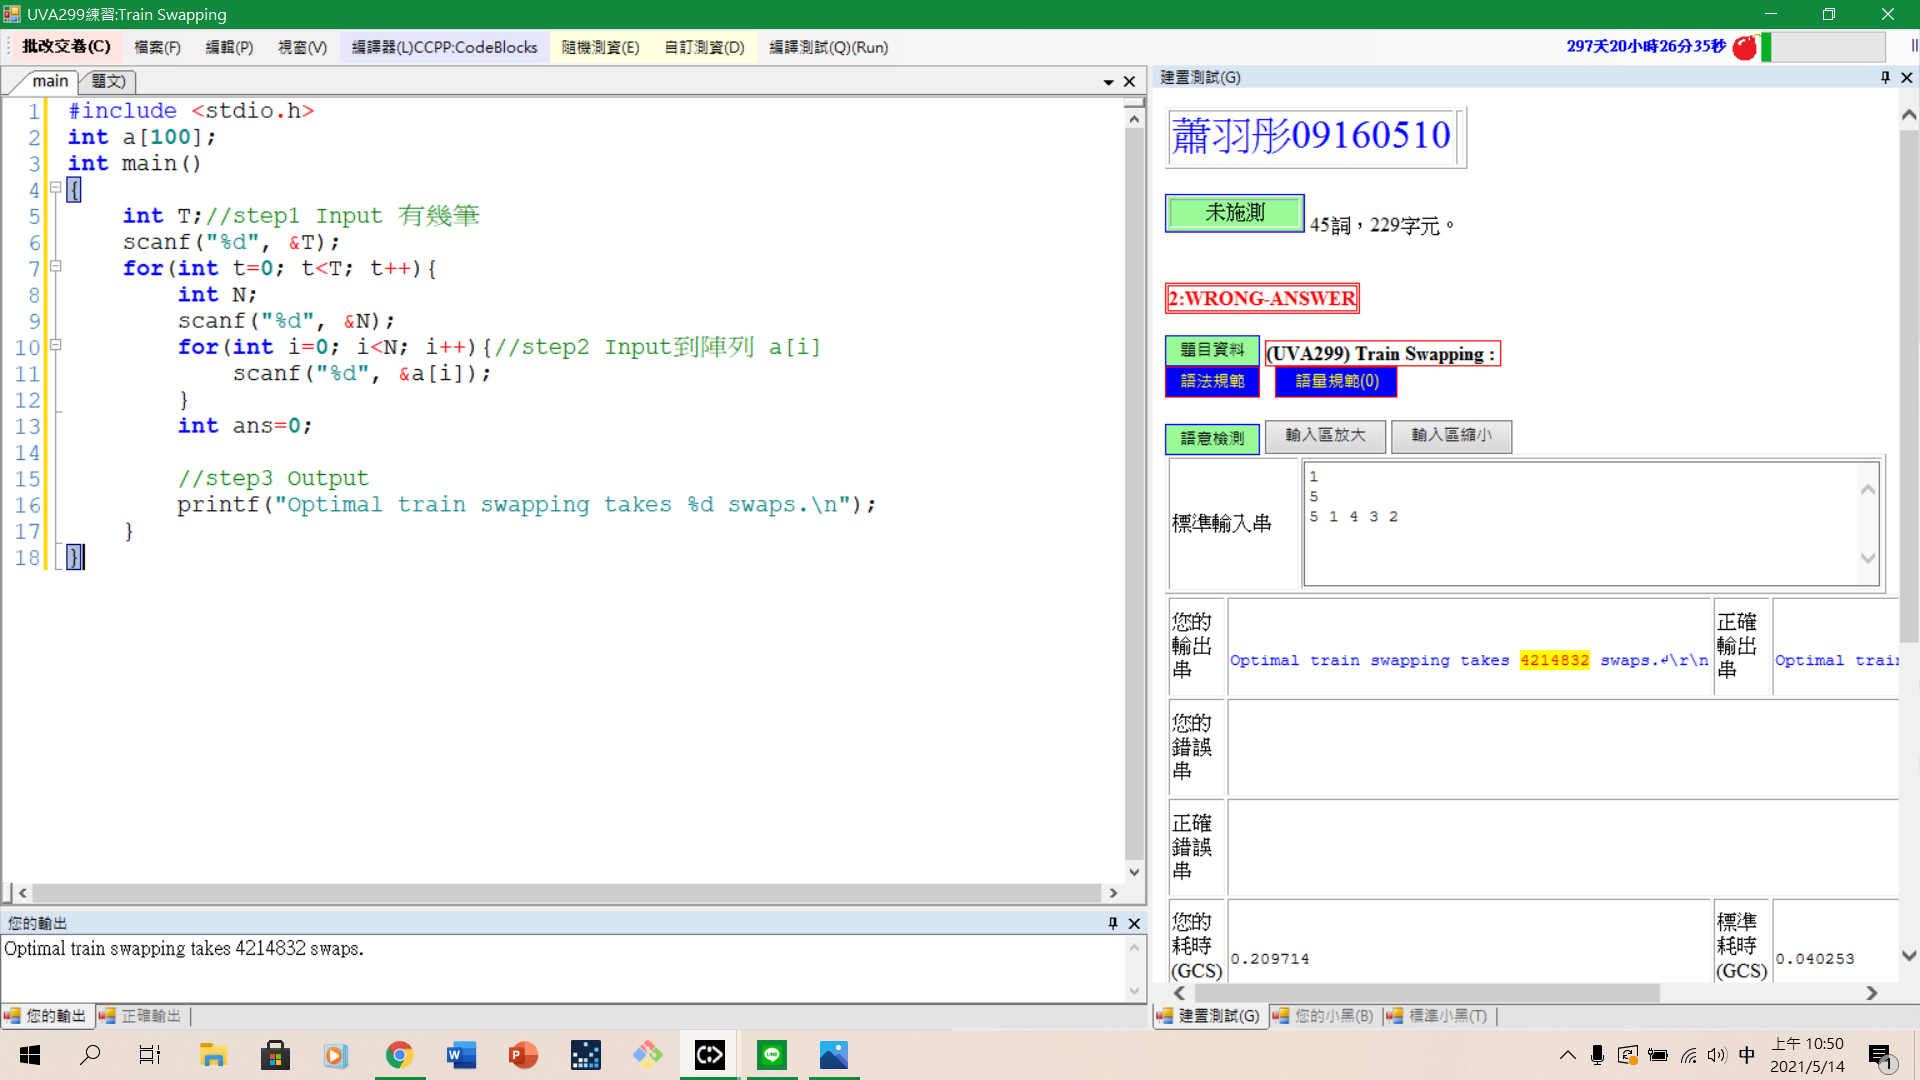 UVA299練習:Train Swapping
批改交卷(C) 檔案(F) 編輯(P) 視窗(V) 編譯器(L)CCPP:CodeBlocks 隨機測資(E) 自訂測資(D) 編譯測試(Q)(Run) 297天20小時26分35秒
main 題文)
1 #include <stdio.h>
2 int a[100];
3 int main()
4 {
5 int T;//step1 Input 有幾筆
6 scanf("%d", &T);
7 for(int t=0; t<T; t++){
8 int N;
9 scanf("%d", &N);
10 for(int i=0; i<N; i++){//step2 Input到陣列 a[i]
11 scanf("%d", &a[i]);
12 }
13 int ans=0;
14
15 //step3 Output
16 printf("Optimal train swapping takes %d swaps.\n");
17 }
18 }
您的輸出
Optimal train swapping takes 4214832 swaps.
您的輸出 正確輸出
建置測試(G)
蕭羽彤09160510
未施測 45詞，229字元。
2:WRONG-ANSWER
題目資料 (UVA299) Train Swapping :
語法規範 語量規範(0)
語意檢測 輸入區放大 輸入區縮小
標準輸入串
1
5
5 1 4 3 2
您的輸出串 Optimal train swapping takes 4214832 swaps.↲\r\n 正確輸出串 Optimal trai
您的錯誤串
正確錯誤串
您的耗時(GCS) 0.209714 標準耗時(GCS) 0.040253
建置測試(G) 您的小黑(B) 標準小黑(T)
中 上午 10:50
2021/5/14
1